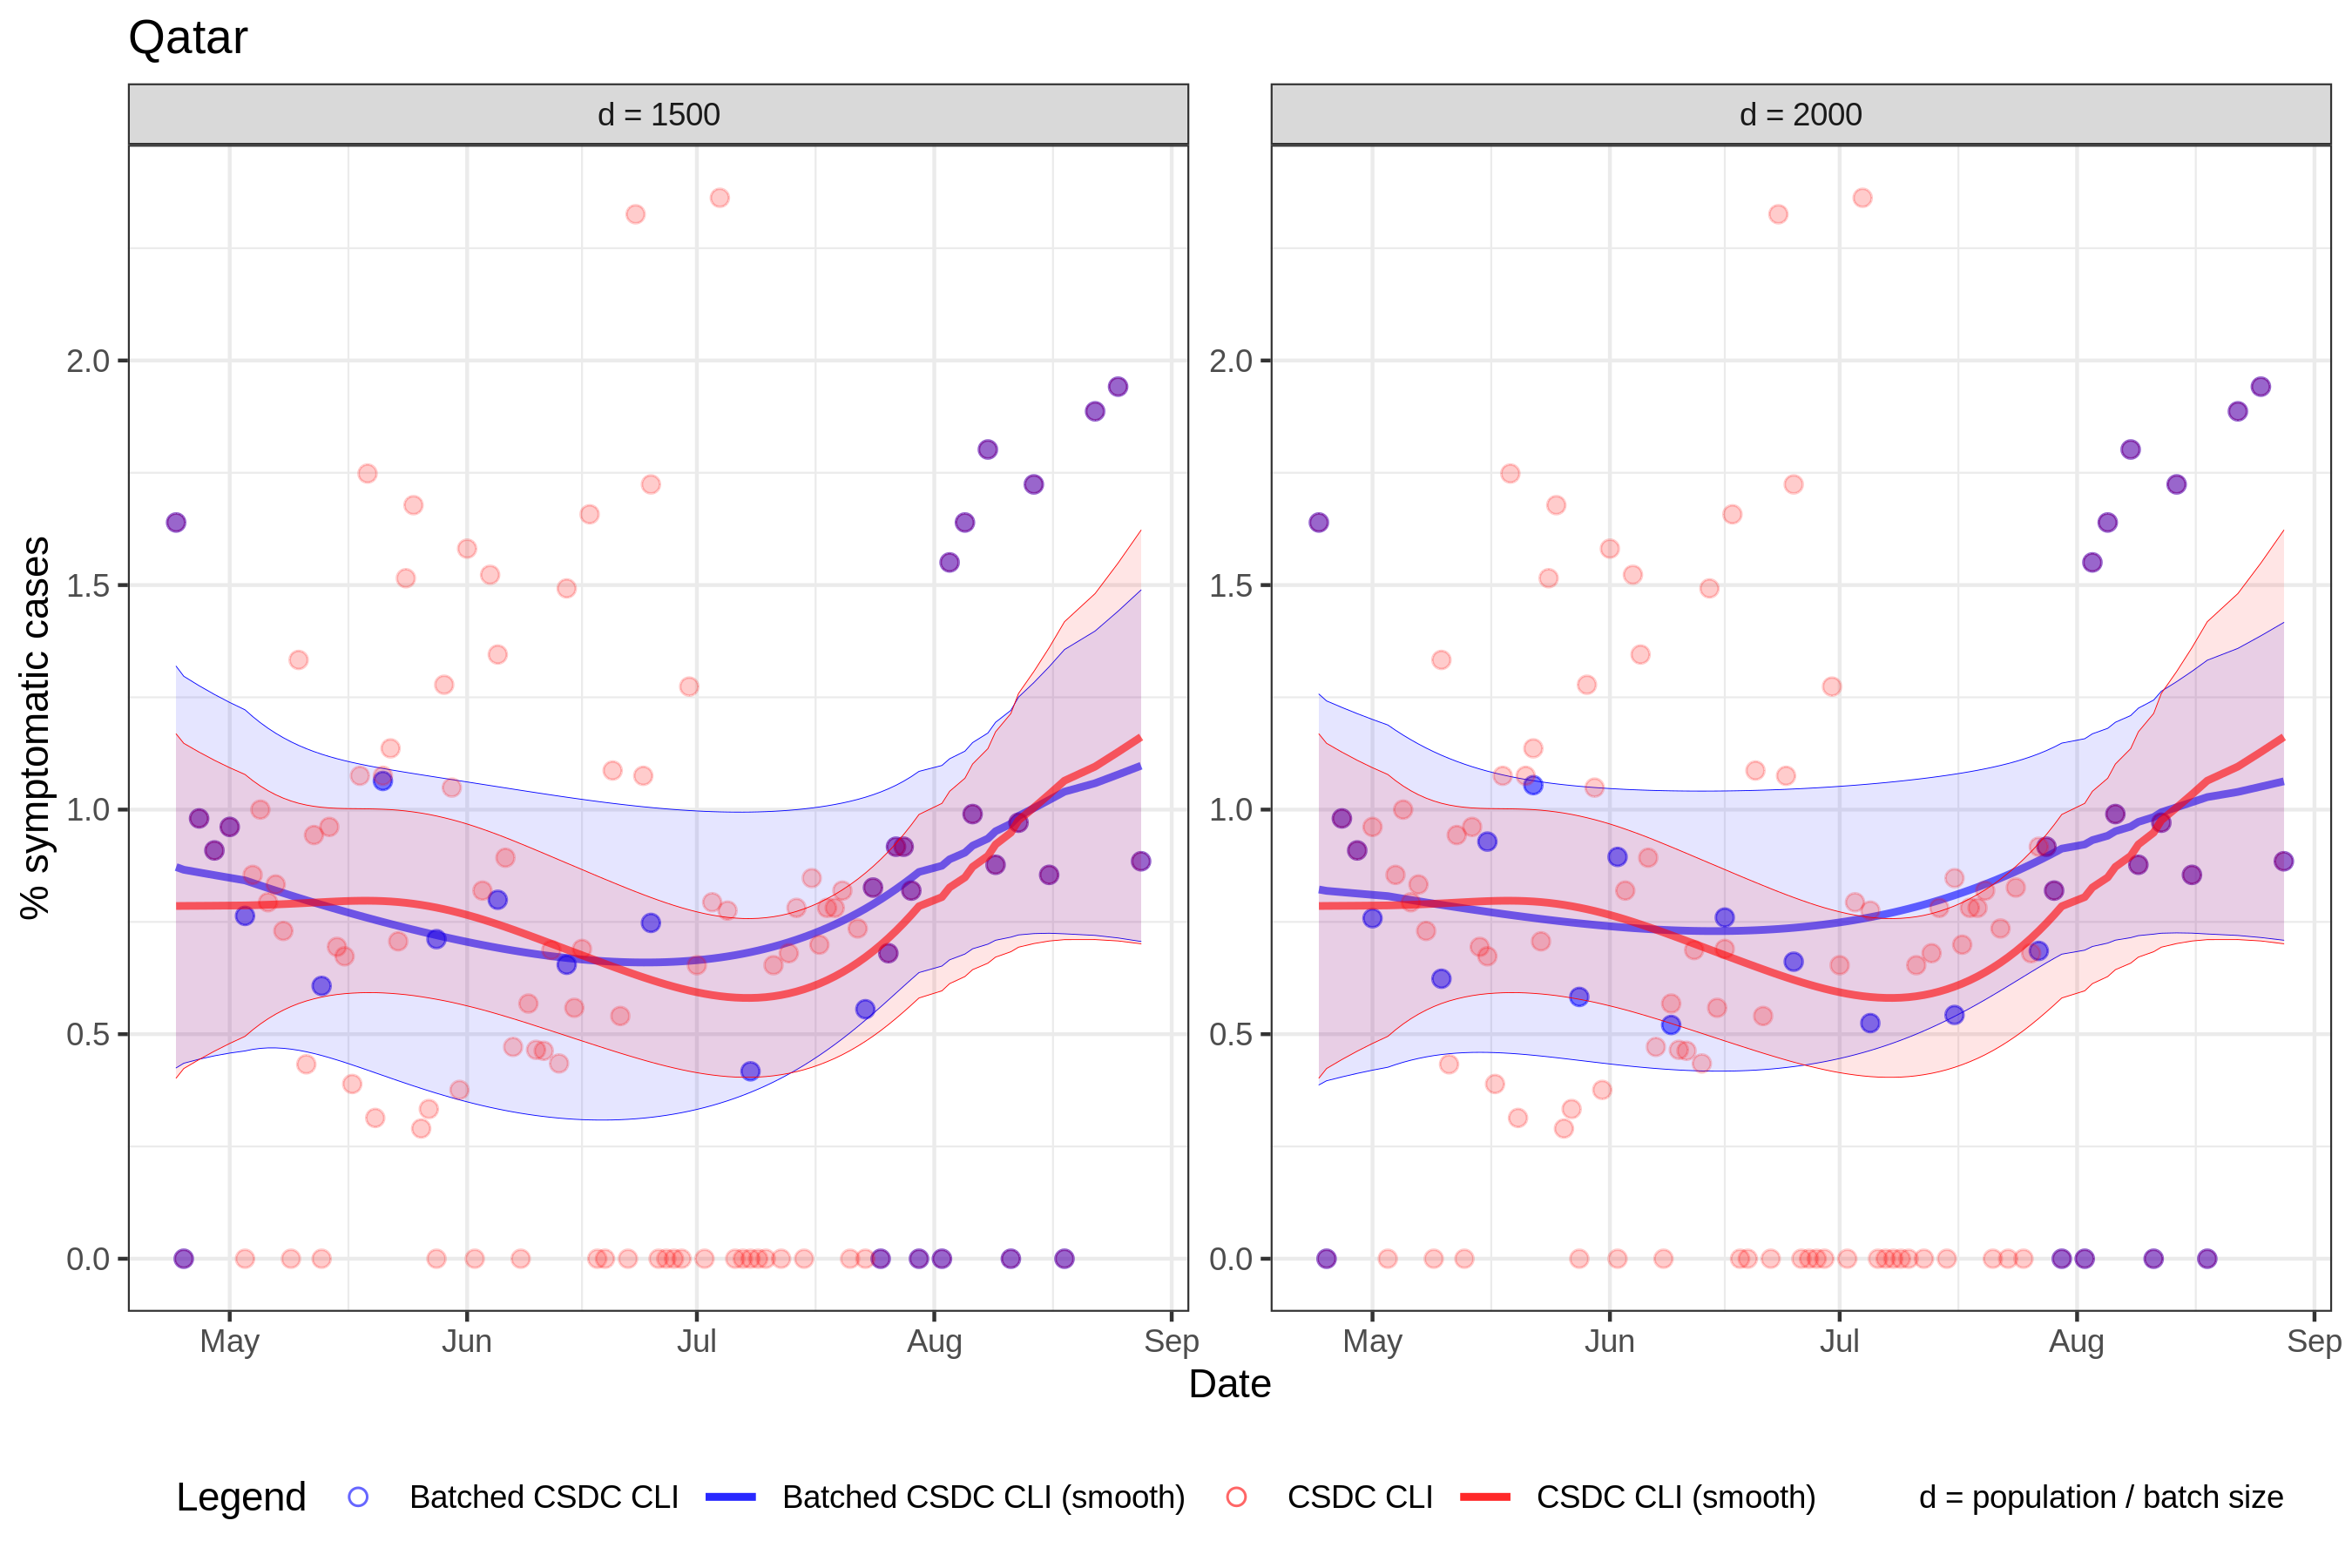 Qatar
d = 1500
d = 2000
% symptomatic cases
2.0
1.5
1.0
0.5
0.0
2.0
1.5
1.0
0.5
0.0
May Jun Jul Aug Sep
May Jun Jul Aug Sep
Date
Legend Batched CSDC CLI Batched CSDC CLI (smooth) CSDC CLI CSDC CLI (smooth) d = population / batch size